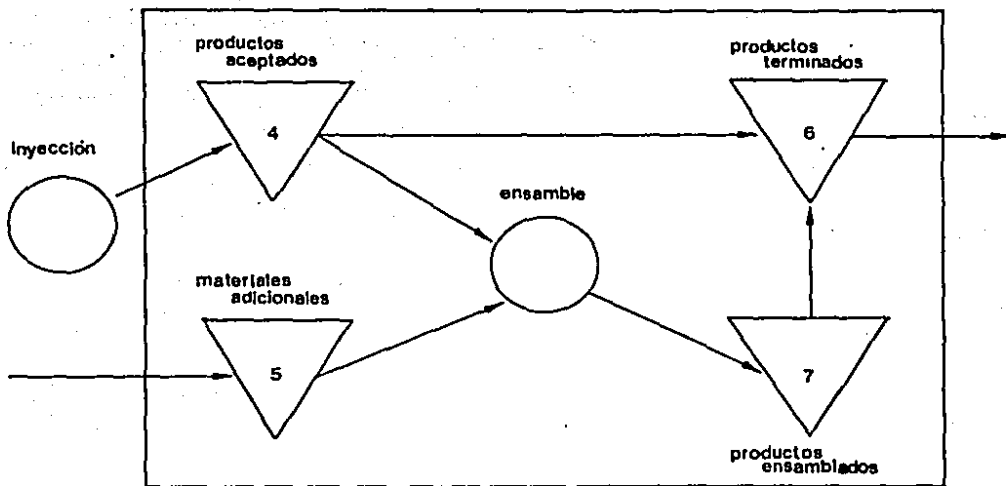 productos
aceptados
4
productos
terminados
6
Inyección
ensamble
materiales
adicionales
5
7
productos
ensamblados